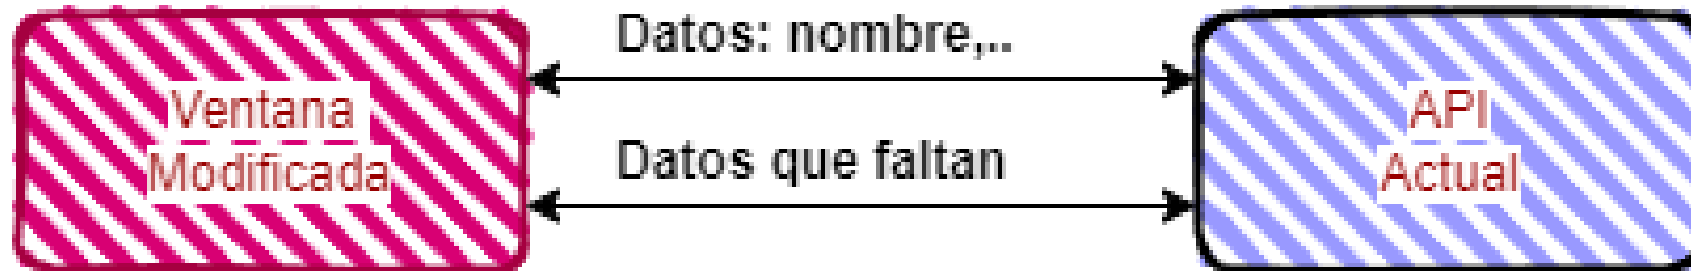 Datos: nombre,..
Ventana
Modificada
API
Actual
Datos que faltan